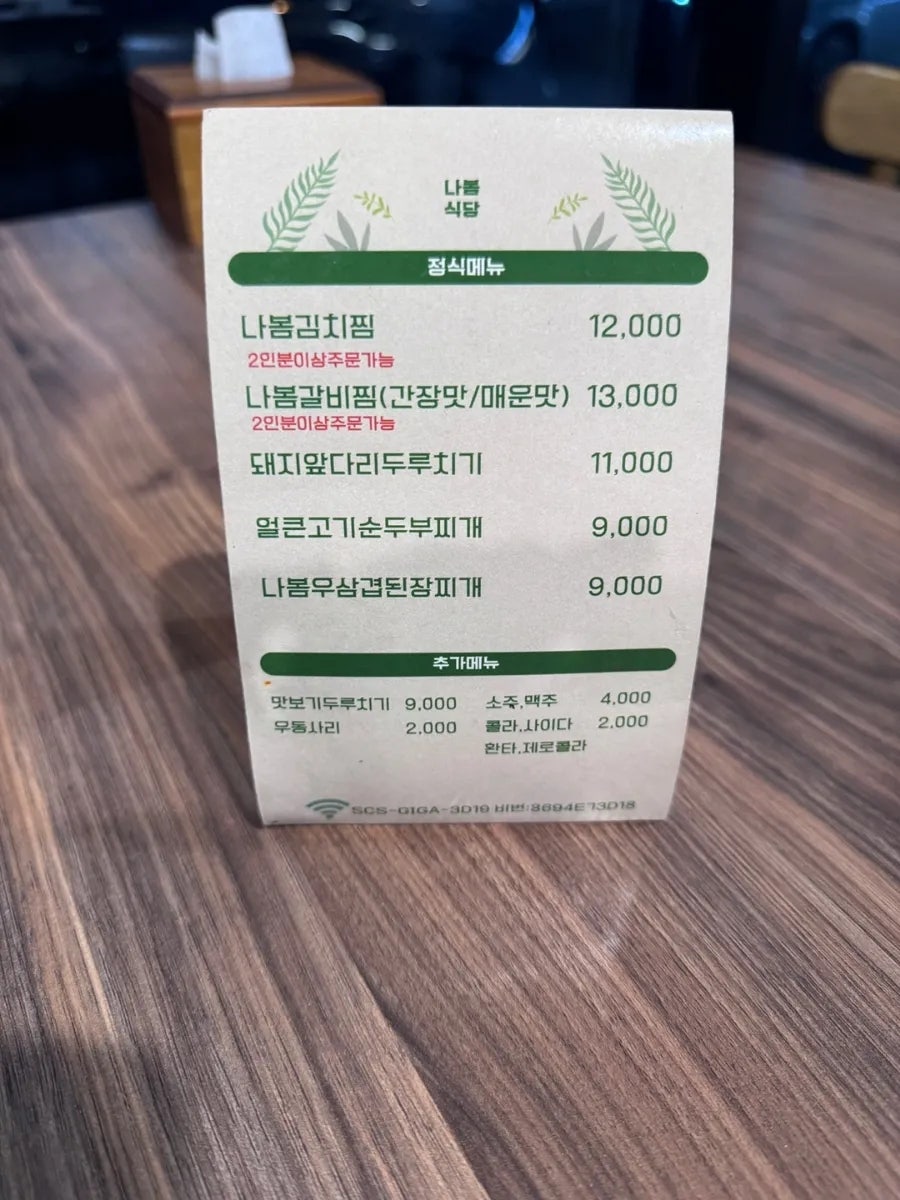 나봄
식당
정식메뉴
나봄김치찜 12,000
2인분이상주문가능
나봄갈비찜(간장맛/매운맛) 13,000
2인분이상주문가능
돼지앞다리두루치기 11,000
얼큰고기순두부찌개 9,000
나봄우삼겹된장찌개 9,000
추가메뉴
맛보기두루치기 9,000 소주,맥주 4,000
우동사리 2,000 콜라,사이다 2,000
환타,제로콜라
SCS-GIGA-3D19 비번:8694E73D18